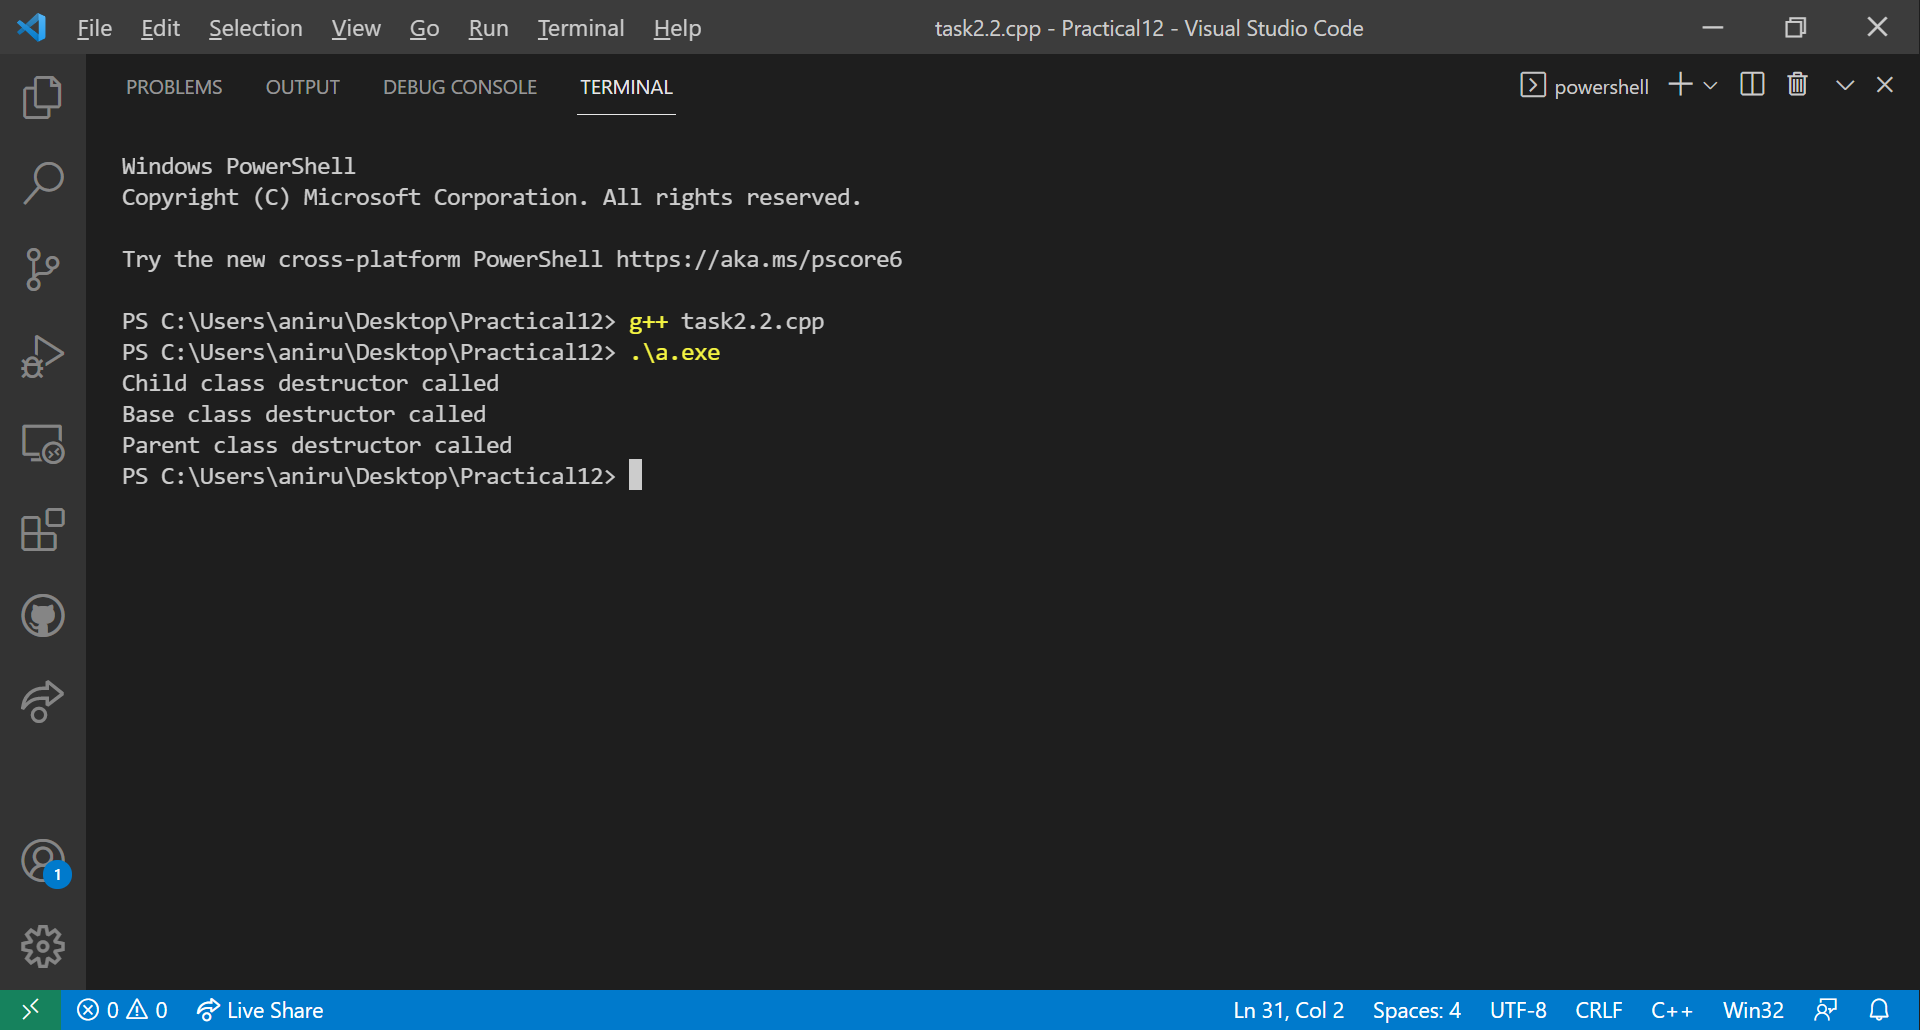 File Edit Selection View Go Run Terminal Help task2.2.cpp - Practical12 - Visual Studio Code
PROBLEMS OUTPUT DEBUG CONSOLE TERMINAL powershell
Windows PowerShell
Copyright (C) Microsoft Corporation. All rights reserved.
Try the new cross-platform PowerShell https://aka.ms/pscore6
PS C:\Users\aniru\Desktop\Practical12> g++ task2.2.cpp
PS C:\Users\aniru\Desktop\Practical12> .\a.exe
Child class destructor called
Base class destructor called
Parent class destructor called
PS C:\Users\aniru\Desktop\Practical12>
1
0 0 Live Share Ln 31, Col 2 Spaces: 4 UTF-8 CRLF C++ Win32